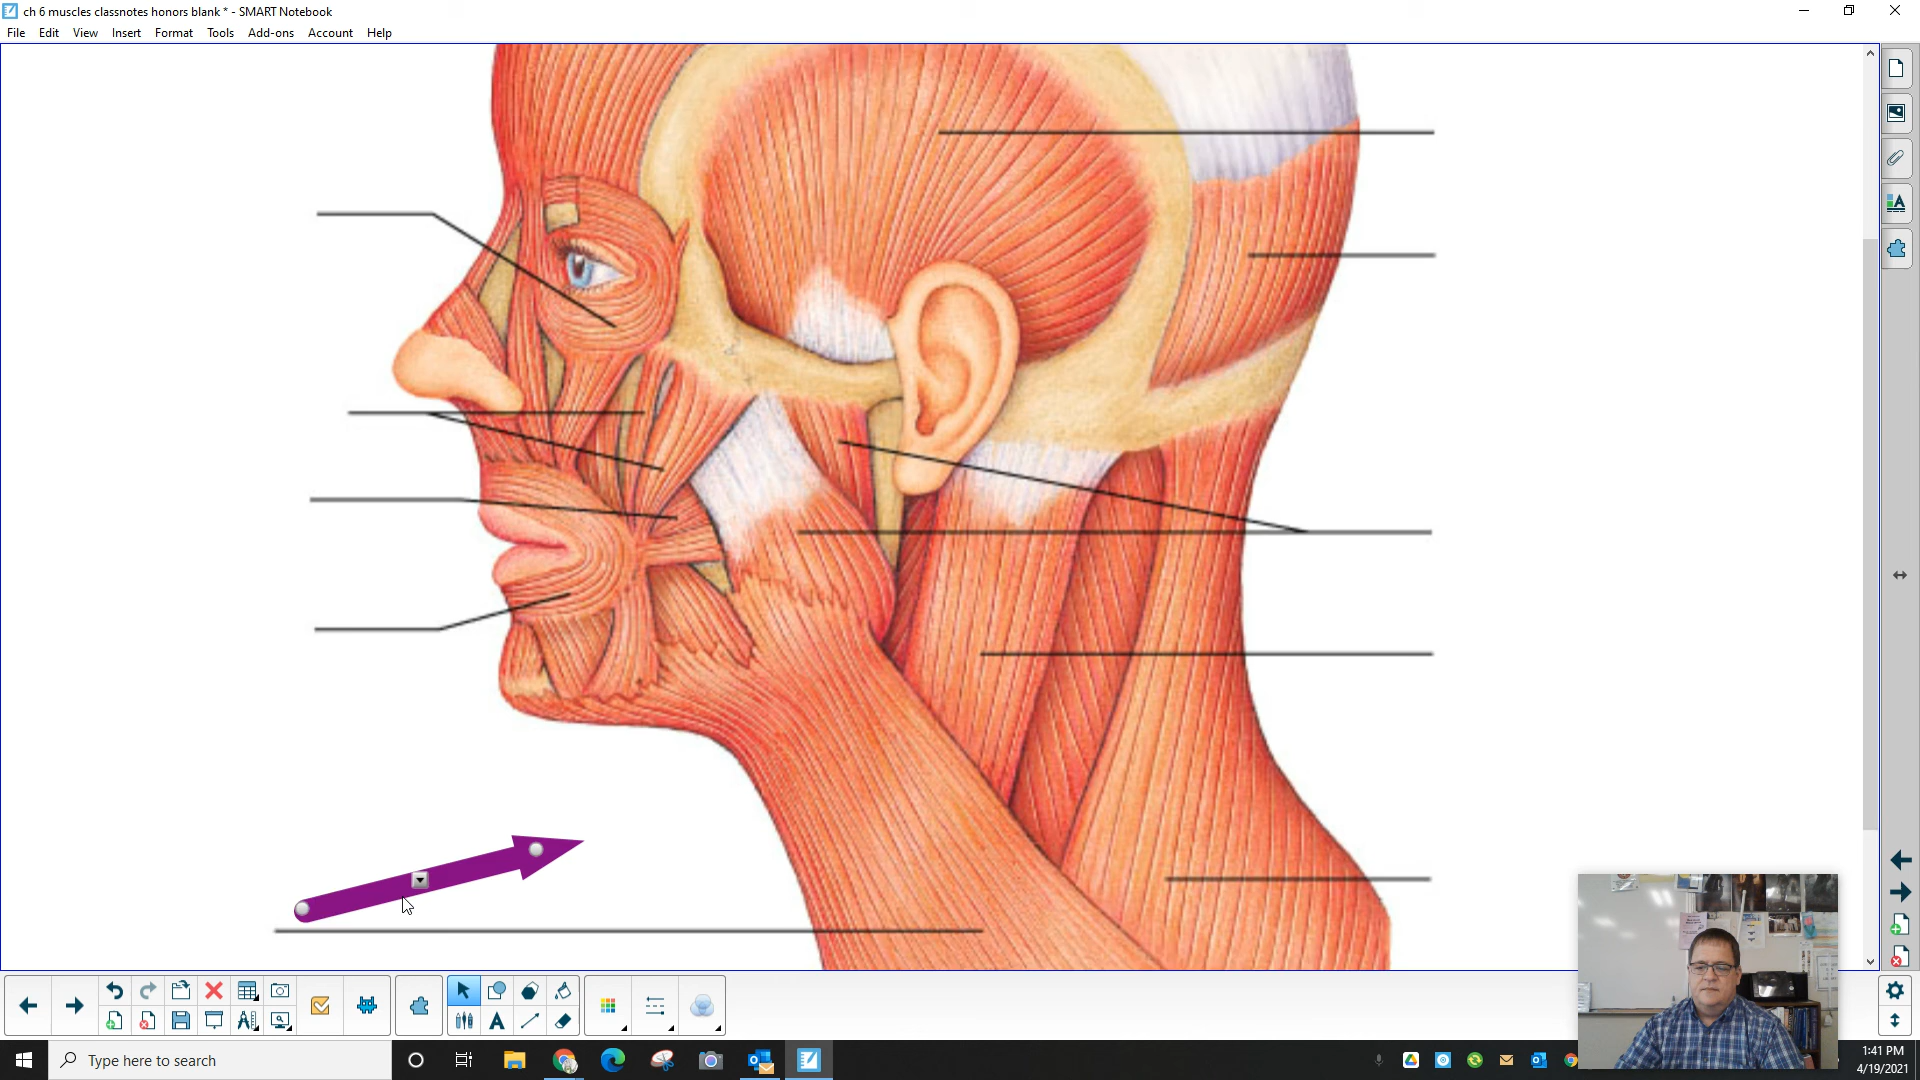 ch 6 muscles classnotes honors blank * - SMART Notebook
File Edit View Insert Format Tools Add-ons Account Help
Type here to search
1:41 PM
4/19/2021